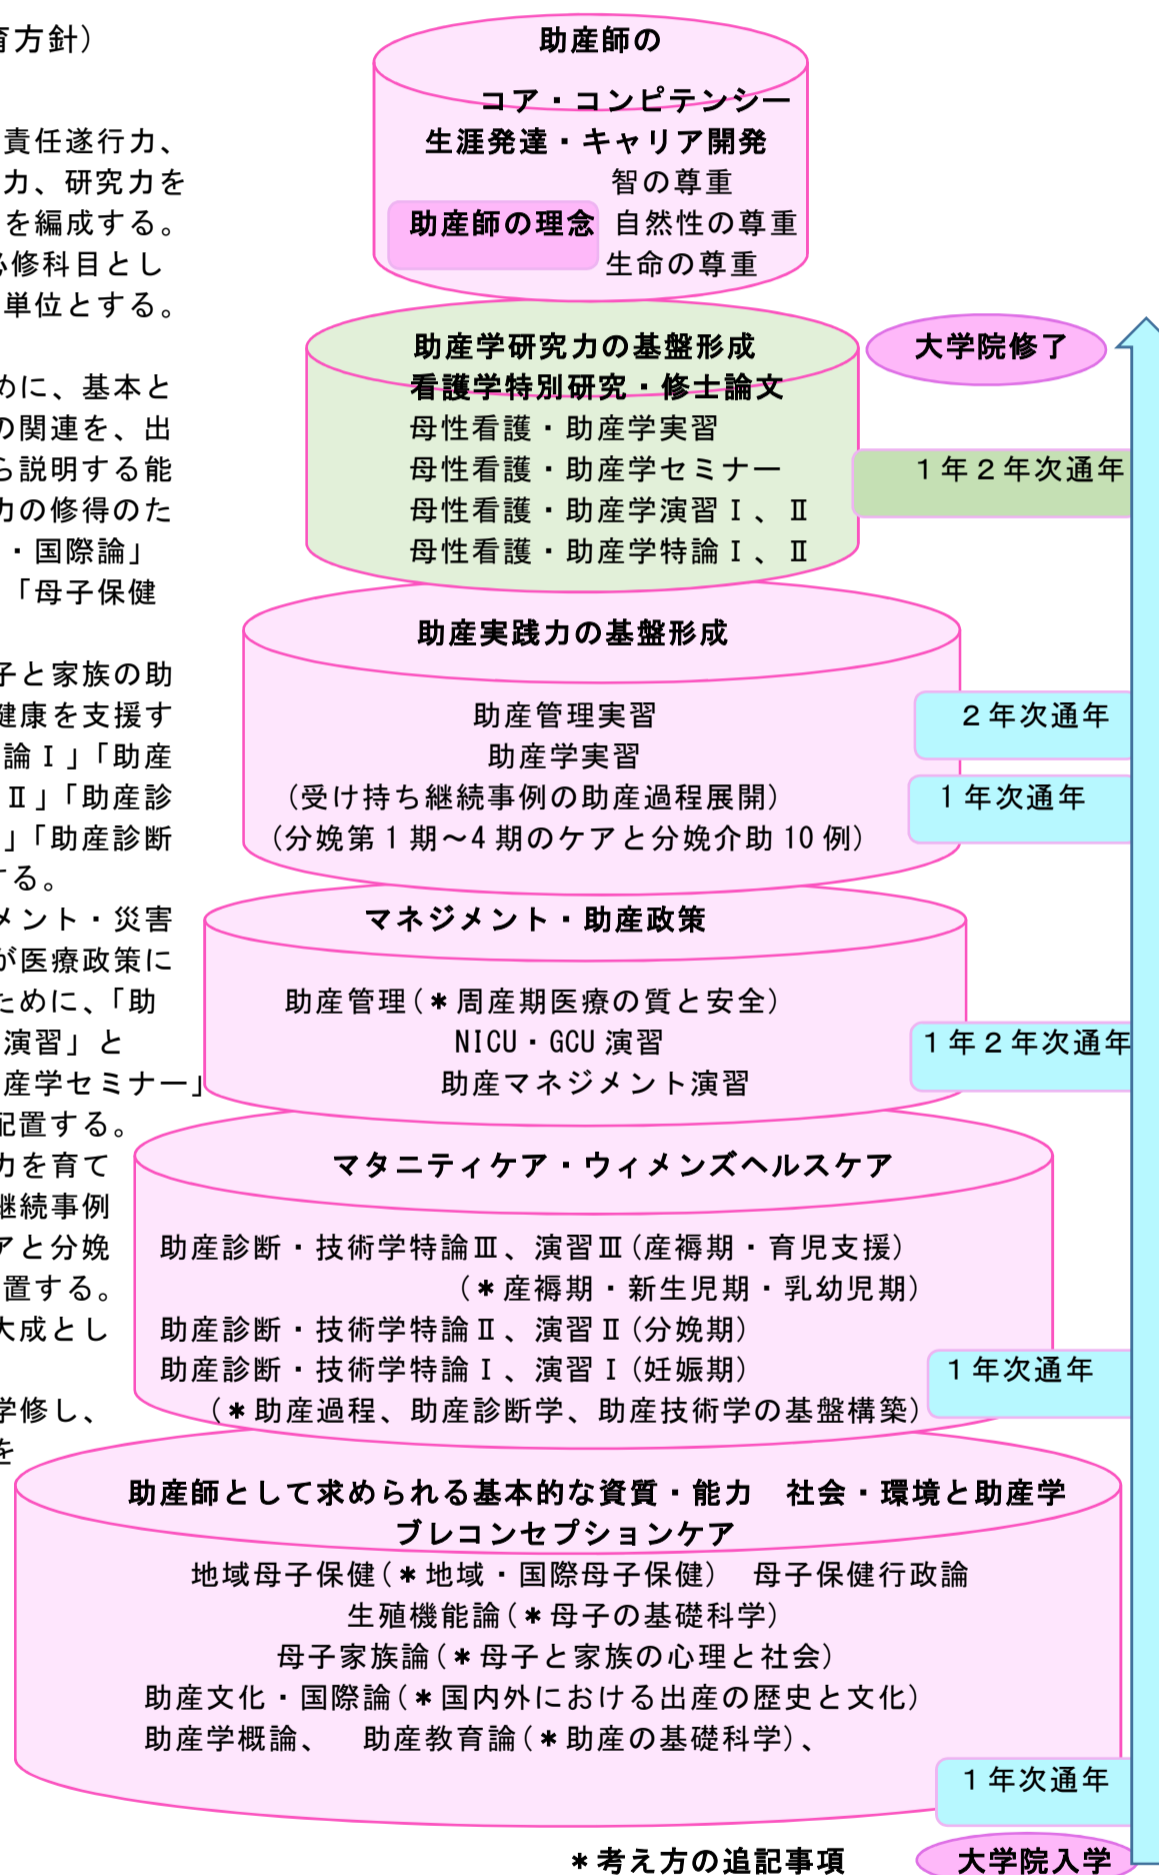 育方針）
責任遂行力、
力、研究力を
を編成する。
必修科目とし
単位とする。
めに、基本と
の関連を、出
ら説明する能
力の修得のた
・国際論」
「母子保健
子と家族の助
健康を支援す
論Ⅰ」「助産
Ⅱ」「助産診
」「助産診断
する。
メント・災害
が医療政策に
ために、「助
演習」と
産学セミナー」
配置する。
力を育て
継続事例
アと分娩
置する。
大成とし
学修し、
を
助産師の
コア・コンピテンシー
生涯発達・キャリア開発
智の尊重
助産師の理念 自然性の尊重
生命の尊重
助産学研究力の基盤形成
大学院修了
看護学特別研究・修士論文
母性看護・助産学実習
母性看護・助産学セミナー
１年２年次通年
母性看護・助産学演習Ⅰ、Ⅱ
母性看護・助産学特論Ⅰ、Ⅱ
助産実践力の基盤形成
助産管理実習
２年次通年
助産学実習
（受け持ち継続事例の助産過程展開）
１年次通年
（分娩第１期～4期のケアと分娩介助10例）
マネジメント・助産政策
助産管理（＊周産期医療の質と安全）
NICU・GCU演習
１年２年次通年
助産マネジメント演習
マタニティケア・ウィメンズヘルスケア
助産診断・技術学特論Ⅲ、演習Ⅲ（産褥期・育児支援）
（＊産褥期・新生児期・乳幼児期）
助産診断・技術学特論Ⅱ、演習Ⅱ（分娩期）
助産診断・技術学特論Ⅰ、演習Ⅰ（妊娠期）
１年次通年
（＊助産過程、助産診断学、助産技術学の基盤構築）
助産師として求められる基本的な資質・能力　社会・環境と助産学
プレコンセプションケア
地域母子保健（＊地域・国際母子保健）　母子保健行政論
生殖機能論（＊母子の基礎科学）
母子家族論（＊母子と家族の心理と社会）
助産文化・国際論（＊国内外における出産の歴史と文化）
助産学概論、　助産教育論（＊助産の基礎科学）、
１年次通年
＊考え方の追記事項
大学院入学